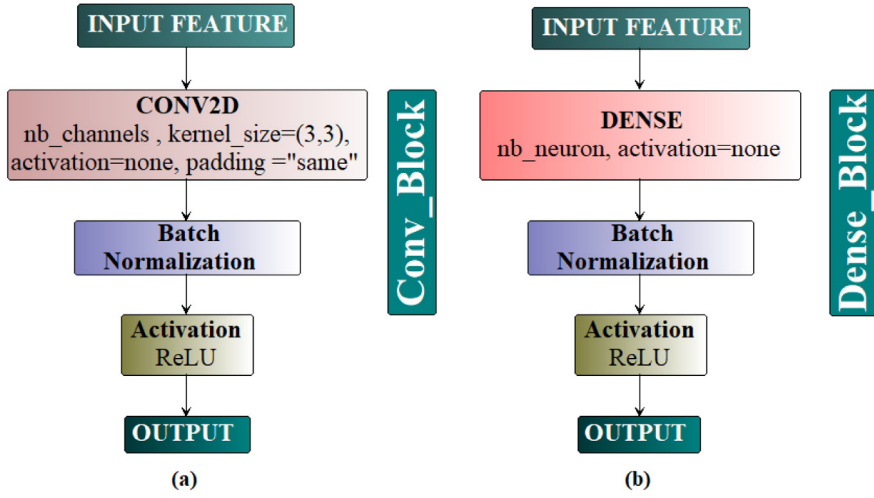 INPUT FEATURE
CONV2D
nb_channels , kernel_size=(3,3),
activation=none, padding ="same"
Batch
Normalization
Activation
ReLU
OUTPUT
(a)
Conv_Block
INPUT FEATURE
DENSE
nb_neuron, activation=none
Batch
Normalization
Activation
ReLU
OUTPUT
(b)
Dense_Block